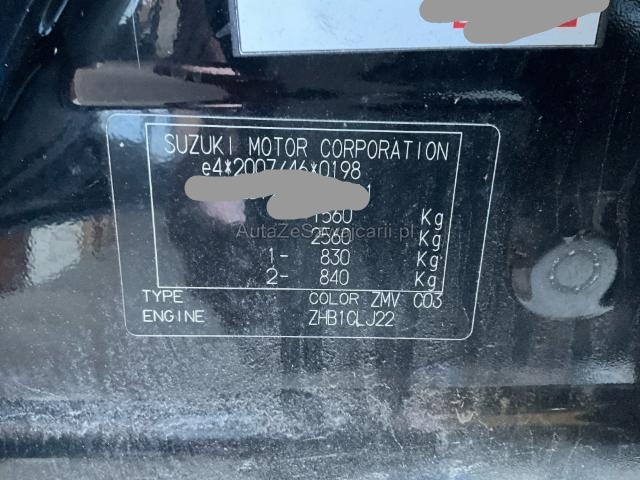 SUZUKI MOTOR CORPORATION
e4*2007/46*0198
1560 Kg
AutaZeSzwajcarii.pl
2560 Kg
1- 830 Kg
2- 840 Kg
TYPE COLOR ZMV C03
ENGINE ZHB1CLJ22